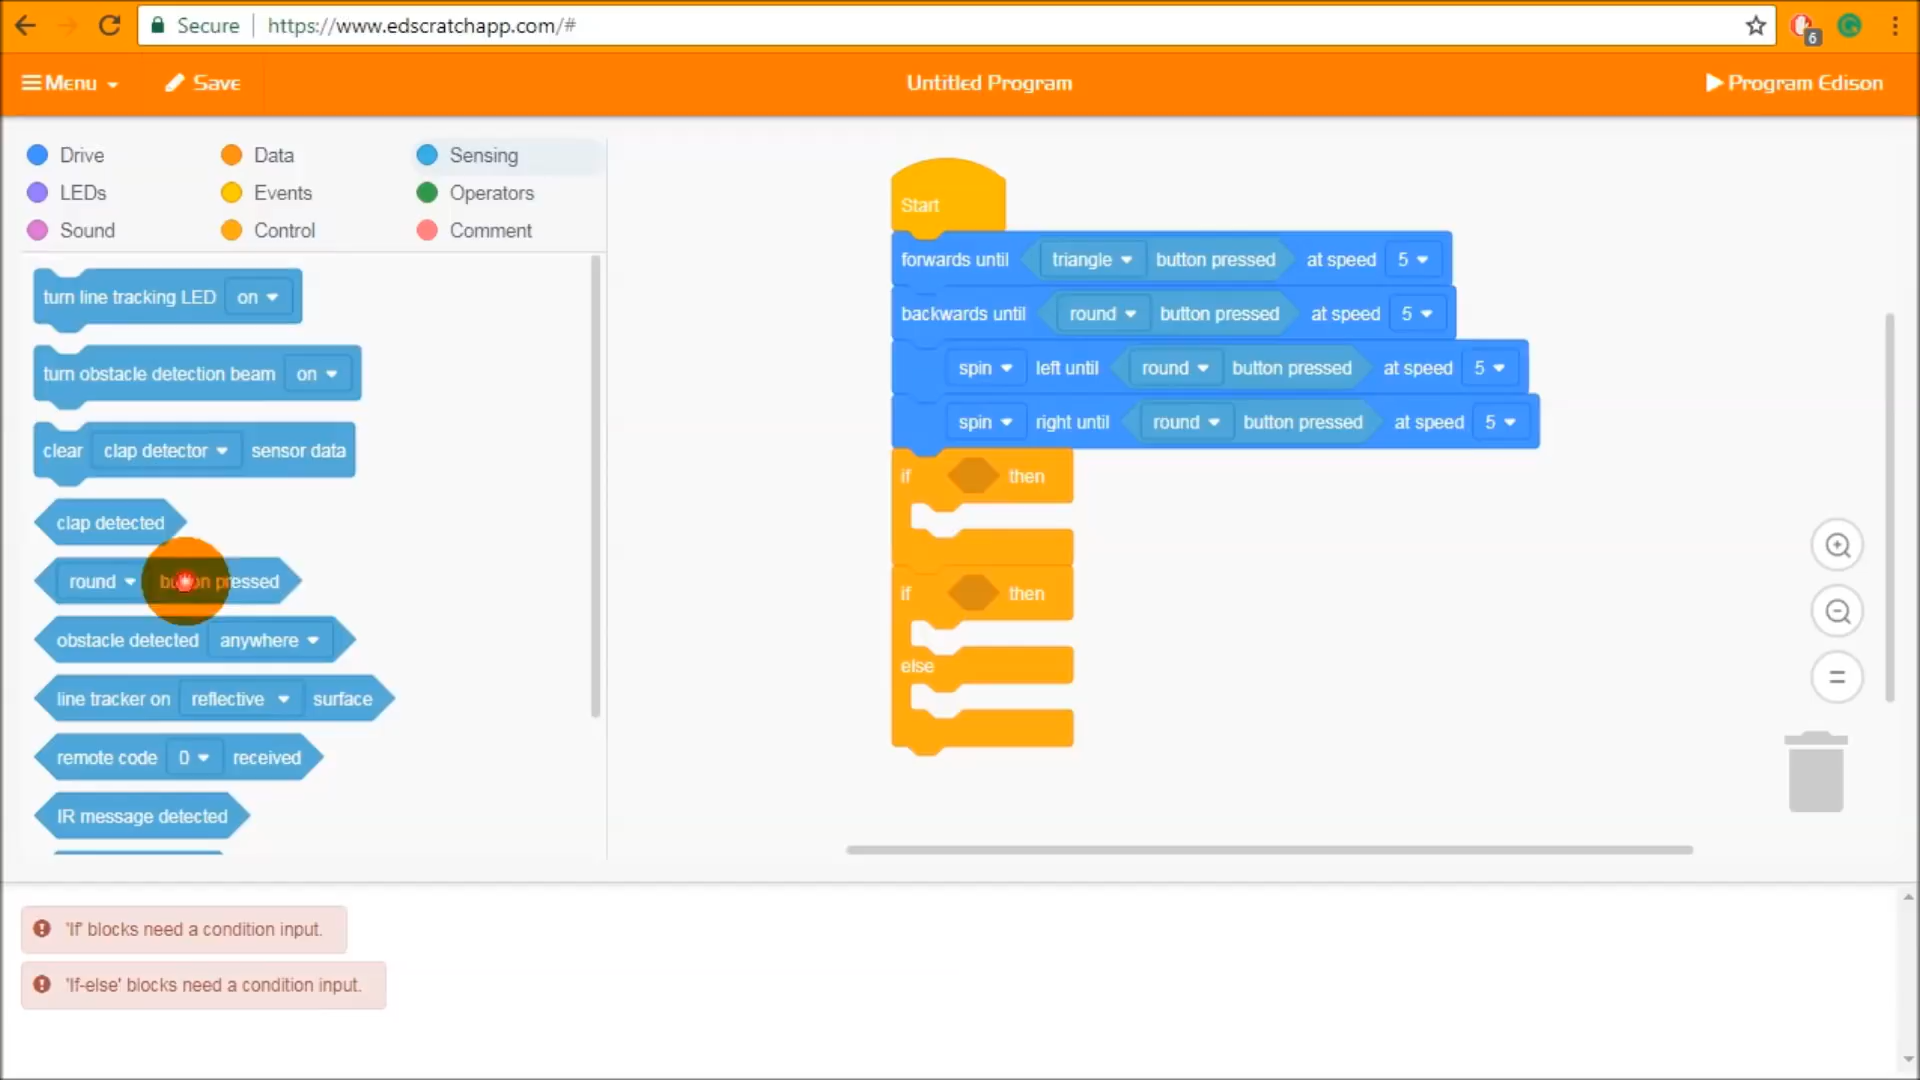 Secure https://www.edscratchapp.com/#
6
Menu Save Untitled Program Program Edison
Drive Data Sensing
LEDs Events Operators
Sound Control Comment
turn line tracking LED on
turn obstacle detection beam on
clear clap detector sensor data
clap detected
round button pressed
obstacle detected anywhere
line tracker on reflective surface
remote code 0 received
IR message detected
Start
forwards until triangle button pressed at speed 5
backwards until round button pressed at speed 5
spin left until round button pressed at speed 5
spin right until round button pressed at speed 5
if then
if then
else
'If' blocks need a condition input.
'If-else' blocks need a condition input.